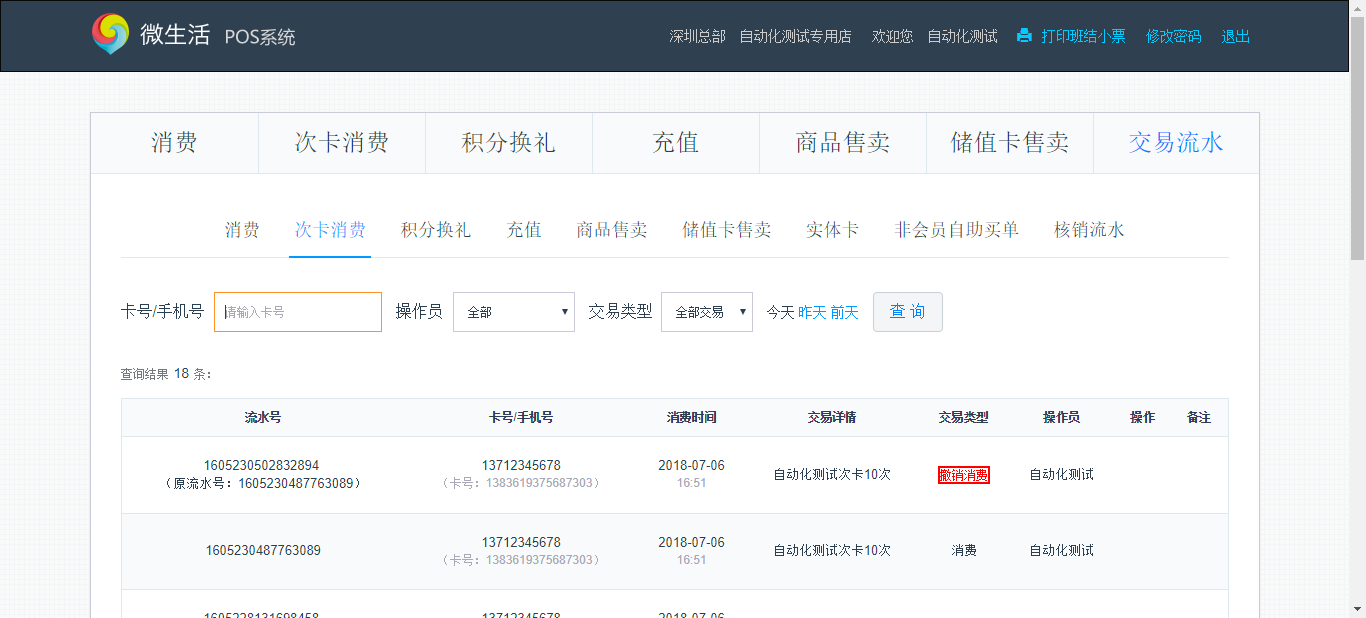 微生活 POS系统 深圳总部 自动化测试专用店 欢迎您 自动化测试 打印班结小票 修改密码 退出
消费 次卡消费 积分换礼 充值 商品售卖 储值卡售卖 交易流水
消费 次卡消费 积分换礼 充值 商品售卖 储值卡售卖 实体卡 非会员自助买单 核销流水
卡号/手机号 请输入卡号 操作员 全部 交易类型 全部交易 今天 昨天 前天 查 询
查询结果 18 条：
流水号 卡号/手机号 消费时间 交易详情 交易类型 操作员 操作 备注
1605230502832894 13712345678 2018-07-06 自动化测试次卡10次 撤销消费 自动化测试
（原流水号：1605230487763089） （卡号：1383619375687303） 16:51
1605230487763089 13712345678 2018-07-06 自动化测试次卡10次 消费 自动化测试
（卡号：1383619375687303） 16:51
1605228131698458 13712345678 2018-07-06